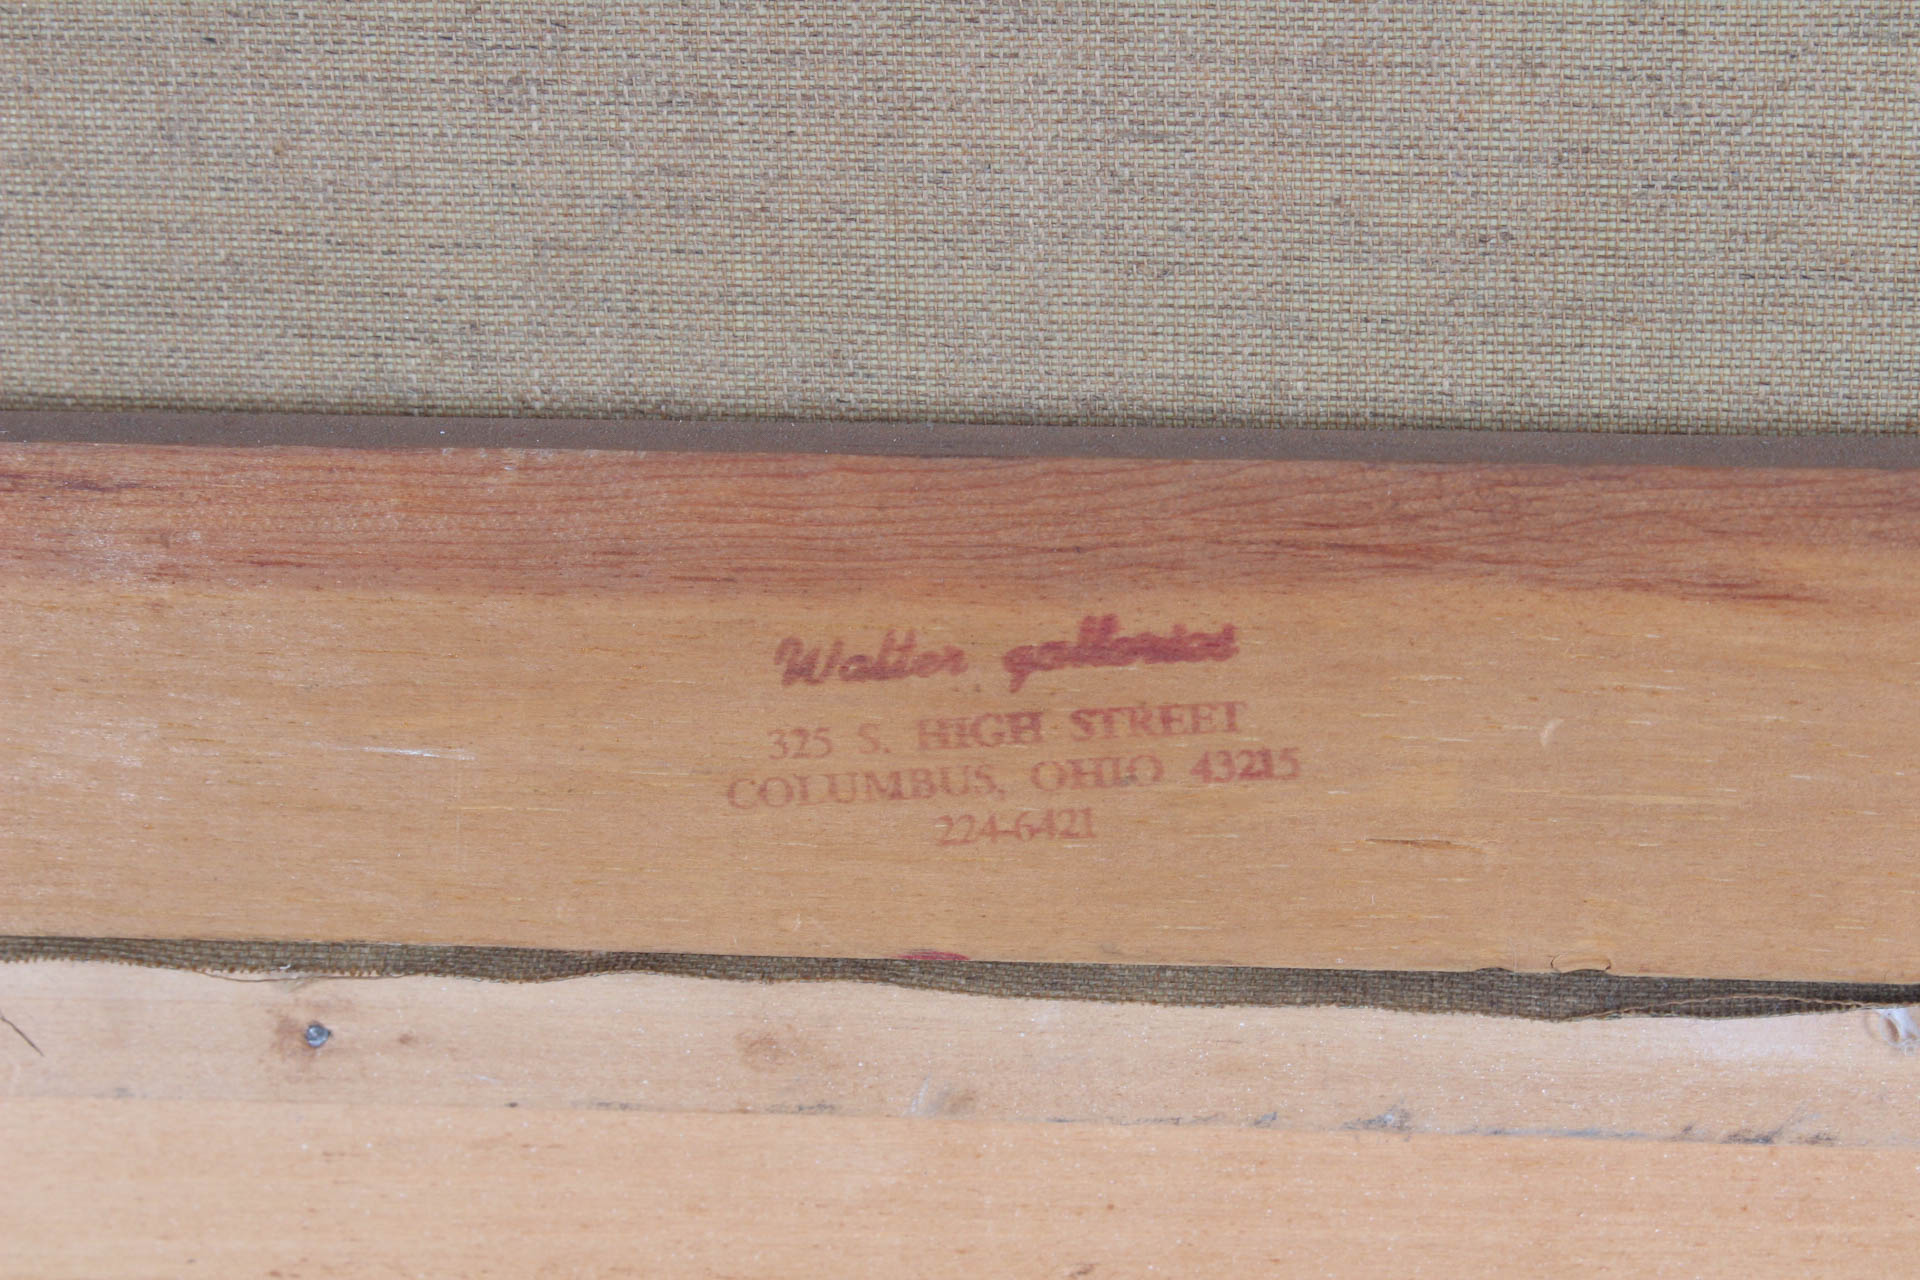 Walter galleries
325 S. HIGH STREET
COLUMBUS, OHIO 43215
224-6421